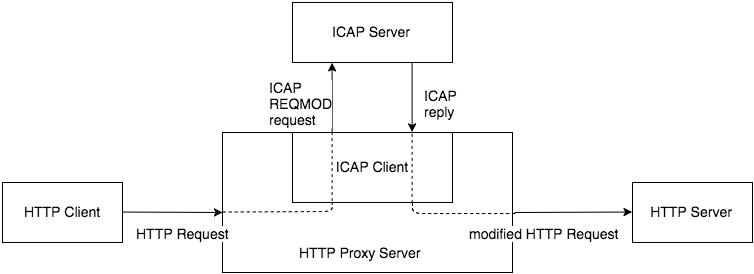 ICAP Server
ICAP
REQMOD
request
ICAP
reply
ICAP Client
HTTP Client
HTTP Request
HTTP Proxy Server
modified HTTP Request
HTTP Server